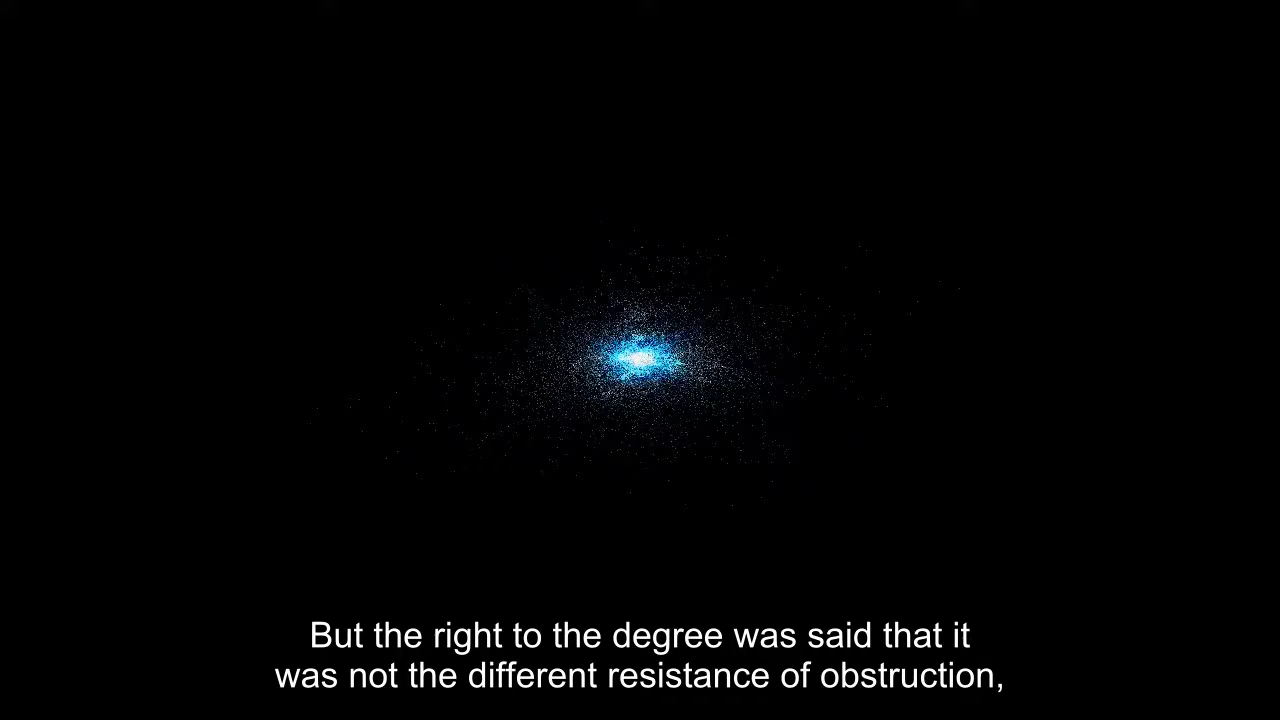 But the right to the degree was said that it
was not the different resistance of obstruction,